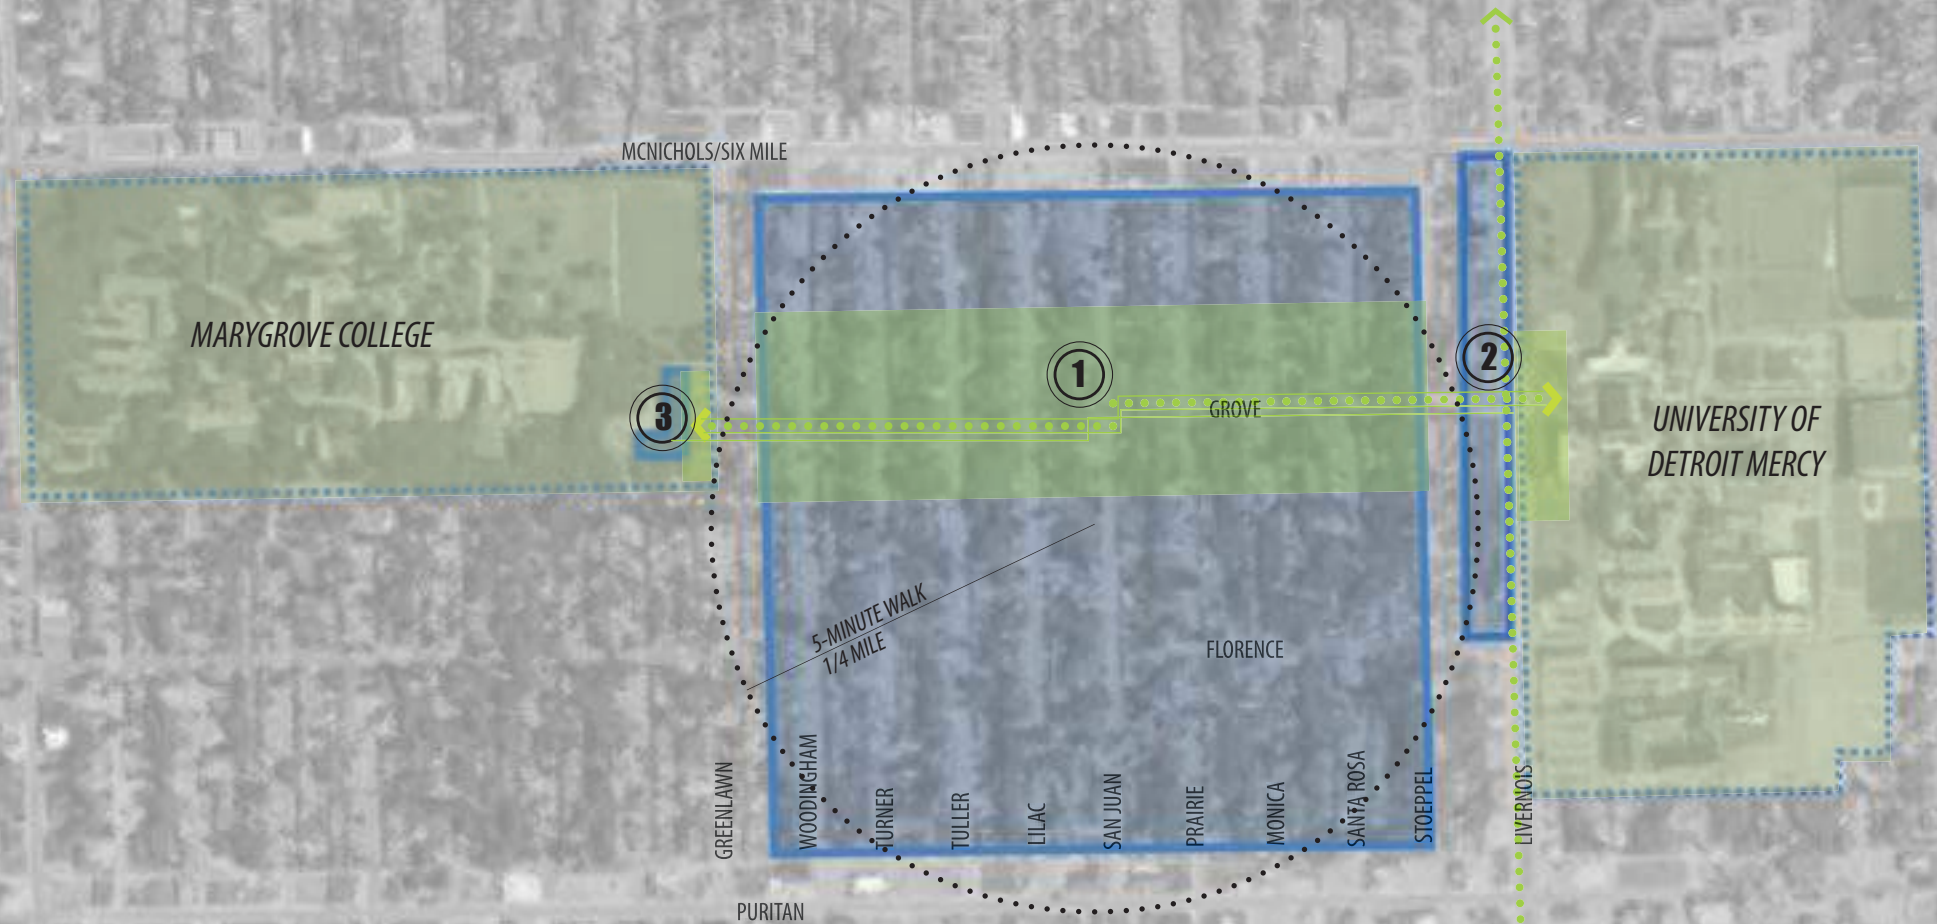 MCNICHOLS/SIX MILE
MARYGROVE COLLEGE
1
2
3
GROVE
UNIVERSITY OF
DETROIT MERCY
5-MINUTE WALK
1/4 MILE
FLORENCE
GREENLAWN
WOODINGHAM
TURNER
TULLER
LILAC
SAN JUAN
PRAIRIE
MONICA
SANTA ROSA
STOEPPEL
LIVERNOIS
PURITAN